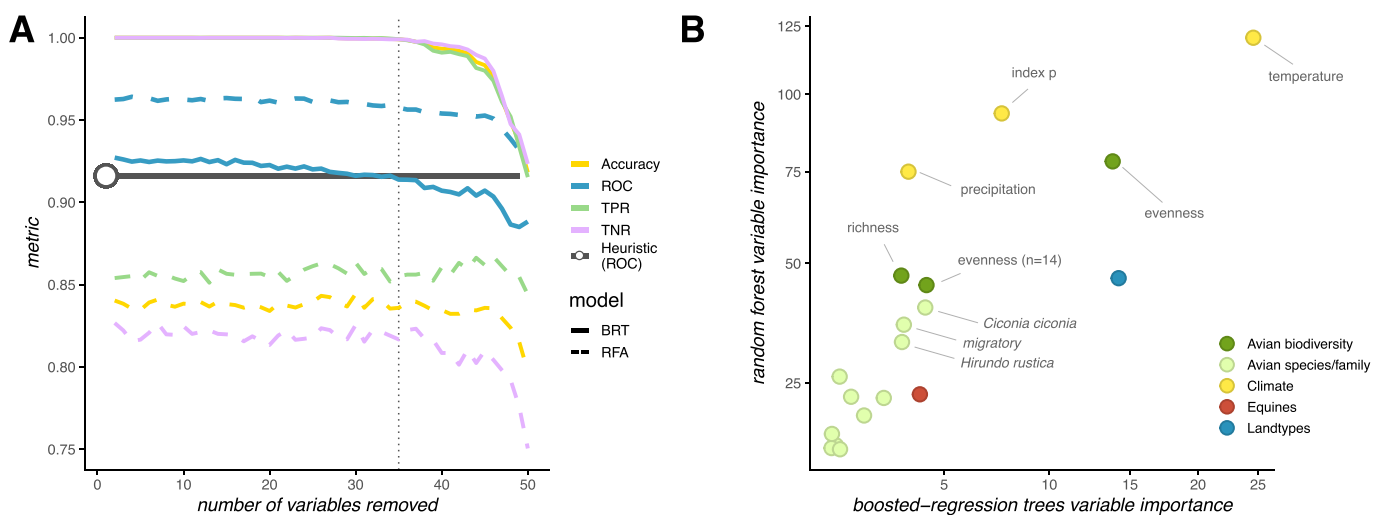 A
1.00
0.95
0.90
0.85
0.80
0.75
metric
0
10
20
30
40
50
number of variables removed
Accuracy
ROC
TPR
TNR
Heuristic
(ROC)
model
BRT
RFA
B
125
100
75
50
25
random forest variable importance
temperature
index p
precipitation
evenness
richness
evenness (n=14)
Ciconia ciconia
migratory
Hirundo rustica
Avian biodiversity
Avian species/family
Climate
Equines
Landtypes
5
10
15
20
25
boosted−regression trees variable importance